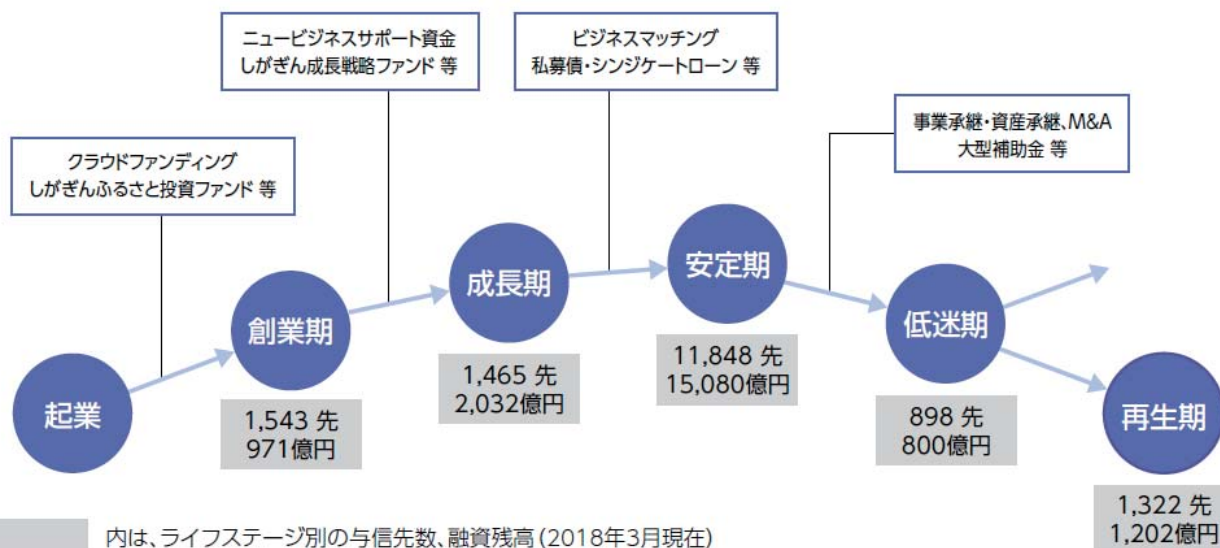 クラウドファンディング
しがぎんふるさと投資ファンド 等
ニュービジネスサポート資金
しがぎん成長戦略ファンド 等
ビジネスマッチング
私募債・シンジケートローン 等
事業承継・資産承継、M&A
大型補助金 等
起業
創業期
1,543 先
971億円
成長期
1,465 先
2,032億円
安定期
11,848 先
15,080億円
低迷期
898 先
800億円
再生期
1,322 先
1,202億円
内は、ライフステージ別の与信先数、融資残高(2018年3月現在)